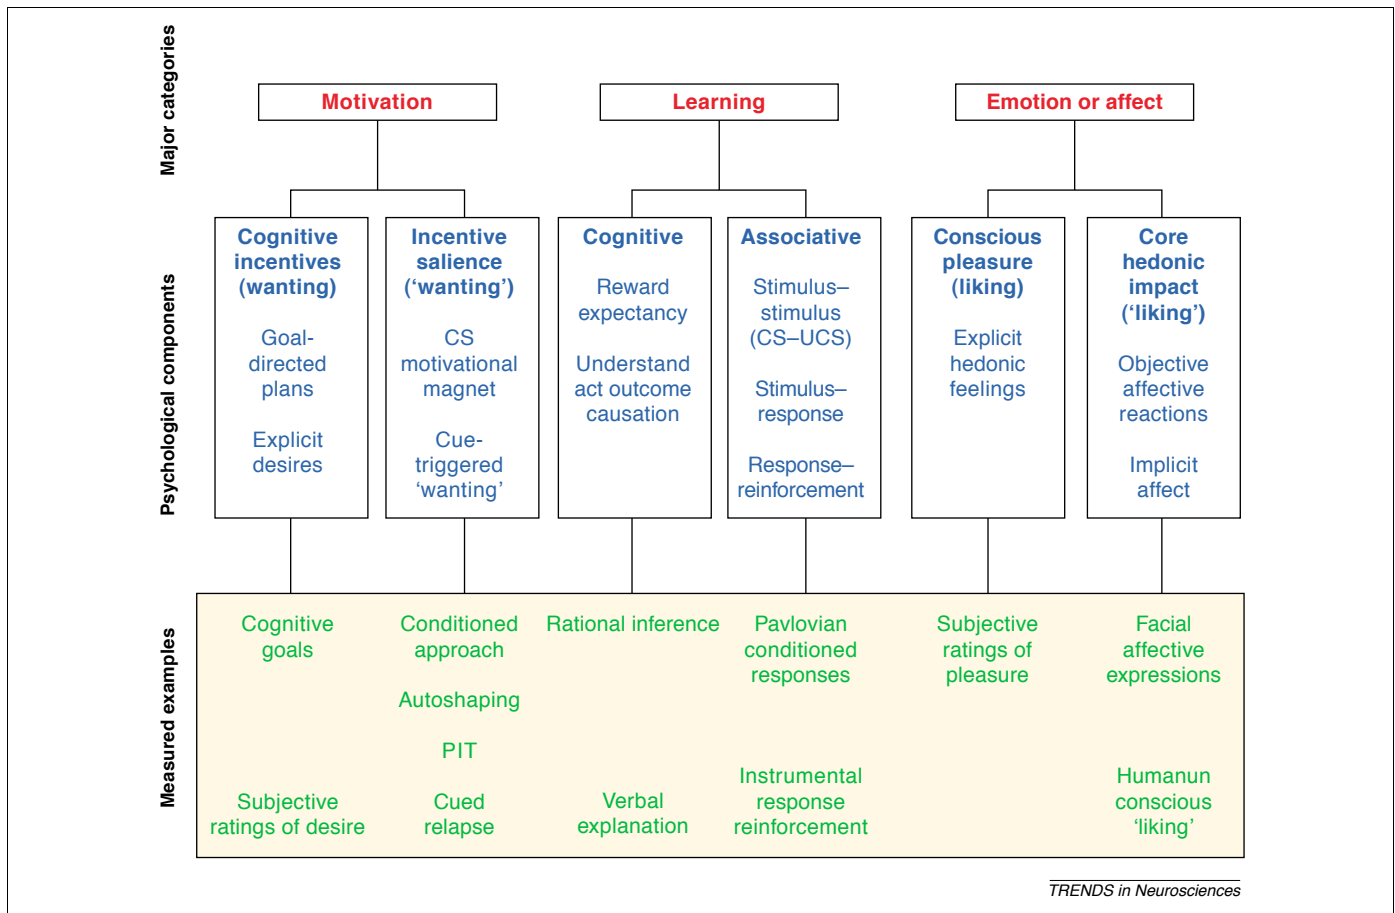 Major categories
Motivation
Learning
Emotion or affect
Psychological components
Cognitive
incentives
(wanting)
Goal-
directed
plans
Explicit
desires
Incentive
salience
(‘wanting’)
CS
motivational
magnet
Cue-
triggered
‘wanting’
Cognitive
Reward
expectancy
Understand
act outcome
causation
Associative
Stimulus–
stimulus
(CS–UCS)
Stimulus–
response
Response–
reinforcement
Conscious
pleasure
(liking)
Explicit
hedonic
feelings
Core
hedonic
impact
(‘liking’)
Objective
affective
reactions
Implicit
affect
Measured examples
Cognitive
goals
Subjective
ratings of desire
Conditioned
approach
Autoshaping
PIT
Cued
relapse
Rational inference
Verbal
explanation
Pavlovian
conditioned
responses
Instrumental
response
reinforcement
Subjective
ratings of
pleasure
Facial
affective
expressions
Humanun
conscious
‘liking’
TRENDS in Neurosciences